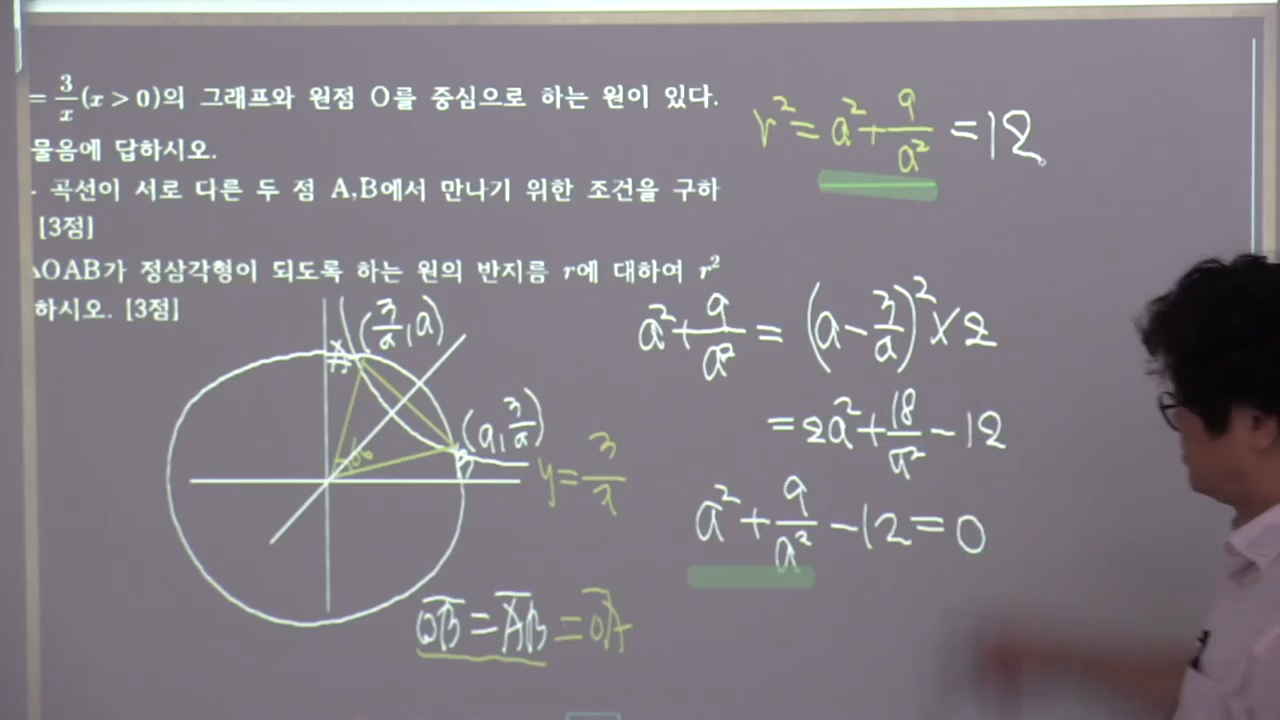 = 3/x (x > 0)의 그래프와 원점 O를 중심으로 하는 원이 있다.
물음에 답하시오.
곡선이 서로 다른 두 점 A,B에서 만나기 위한 조건을 구하
[3점]
△OAB가 정삼각형이 되도록 하는 원의 반지름 r에 대하여 r²
하시오. [3점]
r² = a² + 9/a² = 12
a² + 9/a² = (a - 3/a)² × 2
= 2a² + 18/a² - 12
a² + 9/a² - 12 = 0
(3/a, a)
A
(a, 3/a)
B
y = 3/x
OB = AB = OA